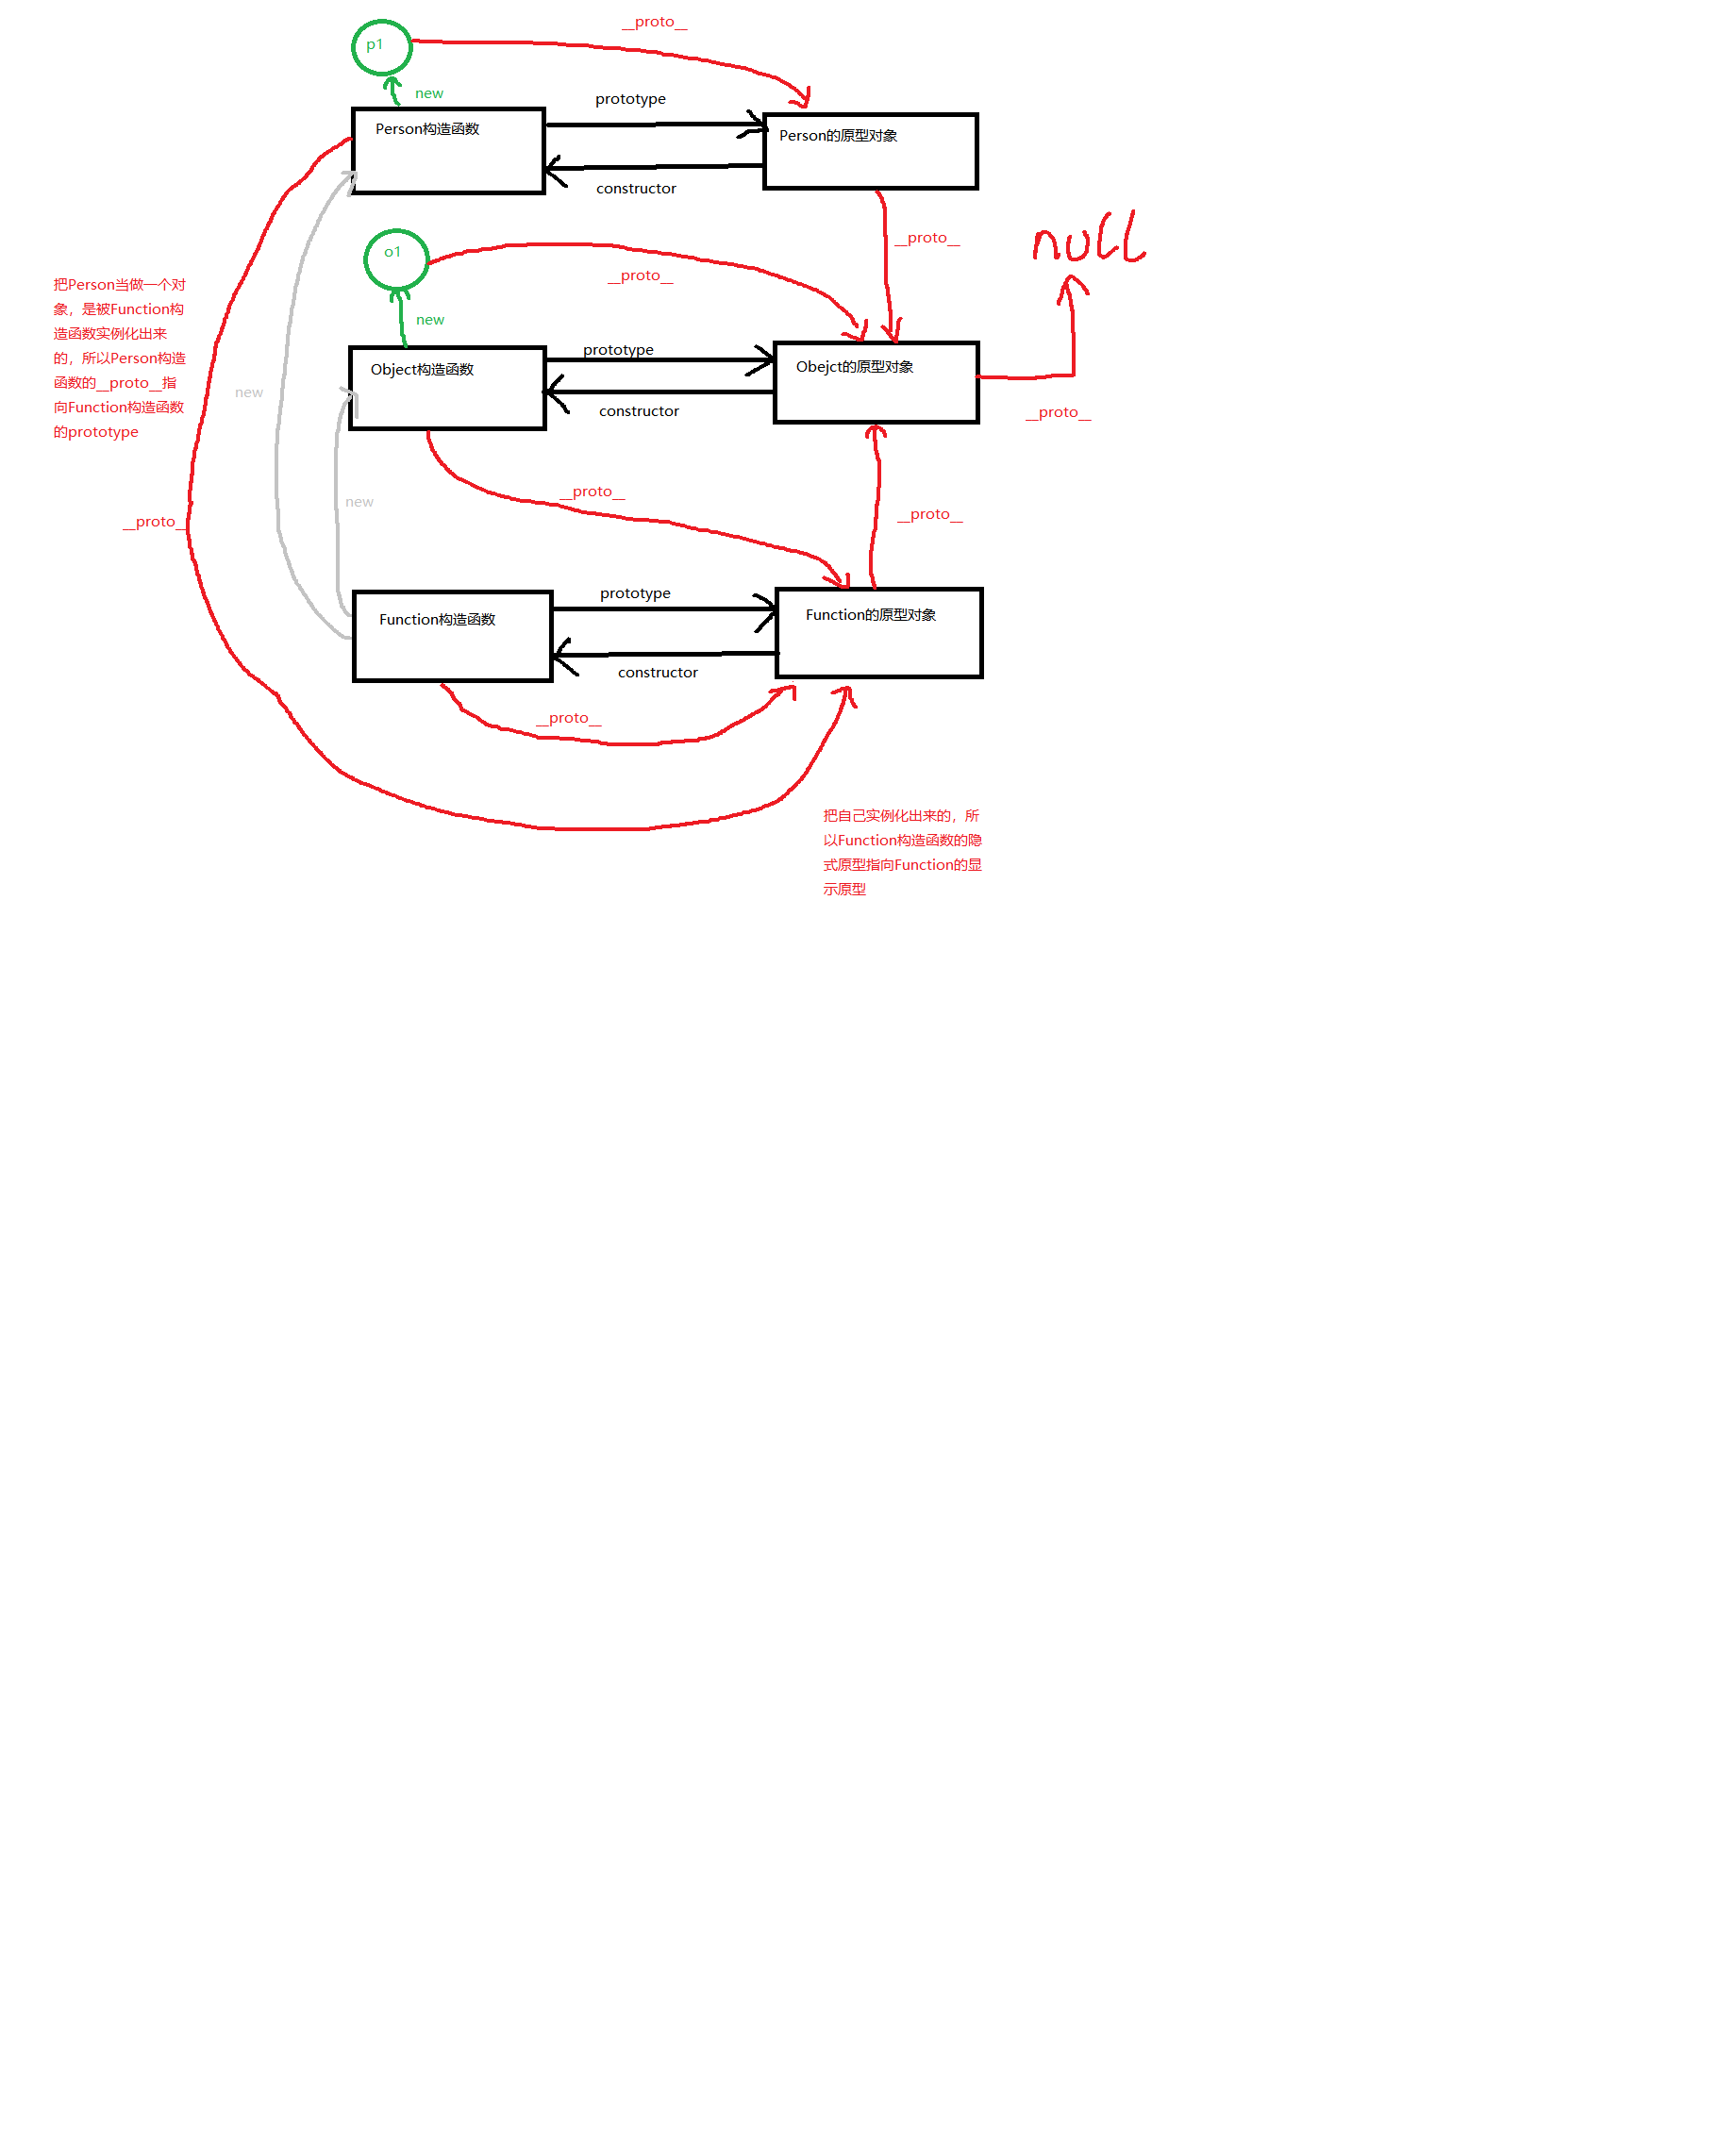 __proto__
p1
new
prototype
Person构造函数
Person的原型对象
constructor
__proto__
null
o1
__proto__
把Person当做一个对
象，是被Function构
造函数实例化出来
的，所以Person构造
函数的__proto__指
向Function构造函数
的prototype
new
prototype
Object构造函数
Obejct的原型对象
new
constructor
__proto__
__proto__
new
__proto__
__proto__
prototype
Function构造函数
Function的原型对象
constructor
__proto__
把自己实例化出来的，所
以Function构造函数的隐
式原型指向Function的显
示原型